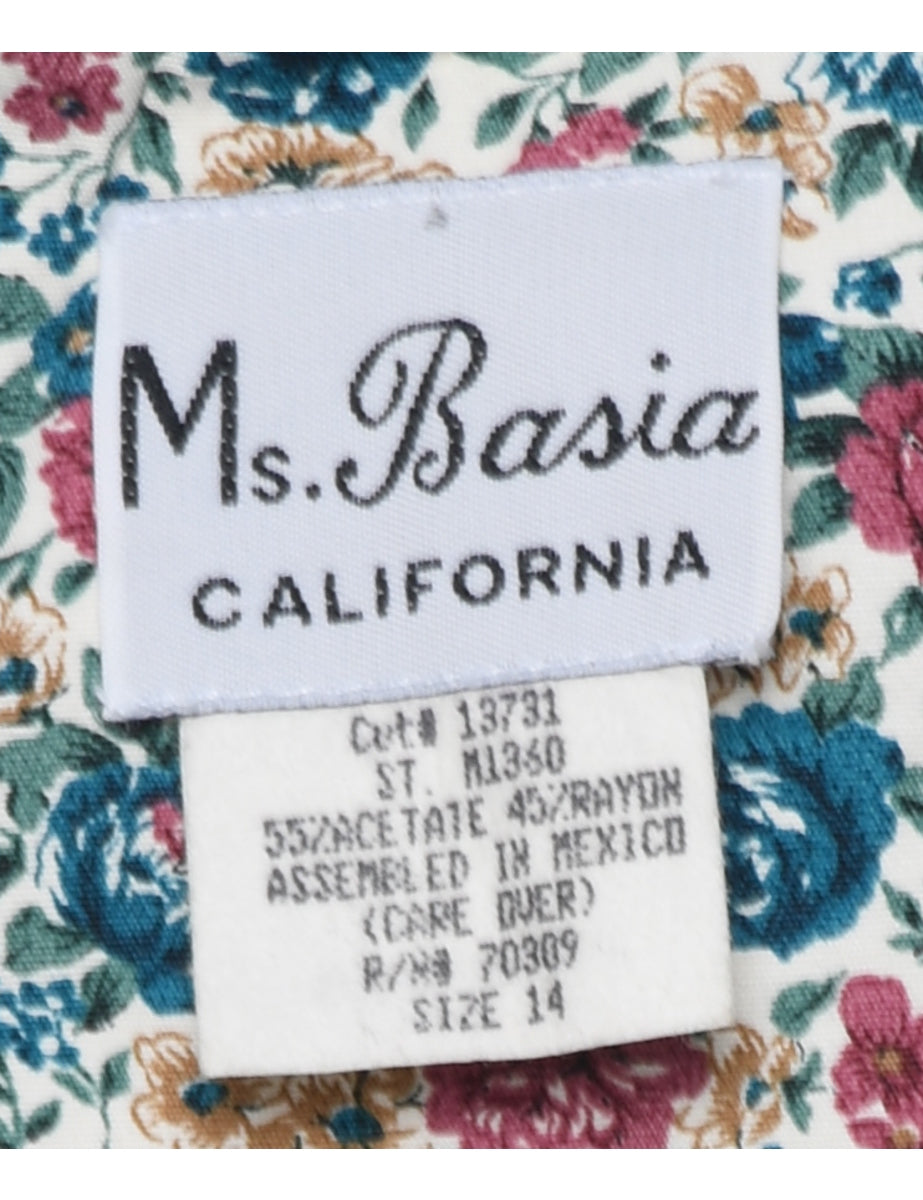 Ms. Basia
CALIFORNIA
Cut# 13731
ST. M1360
55%ACETATE 45%RAYON
ASSEMBLED IN MEXICO
(CARE OVER)
R/N# 70309
SIZE 14